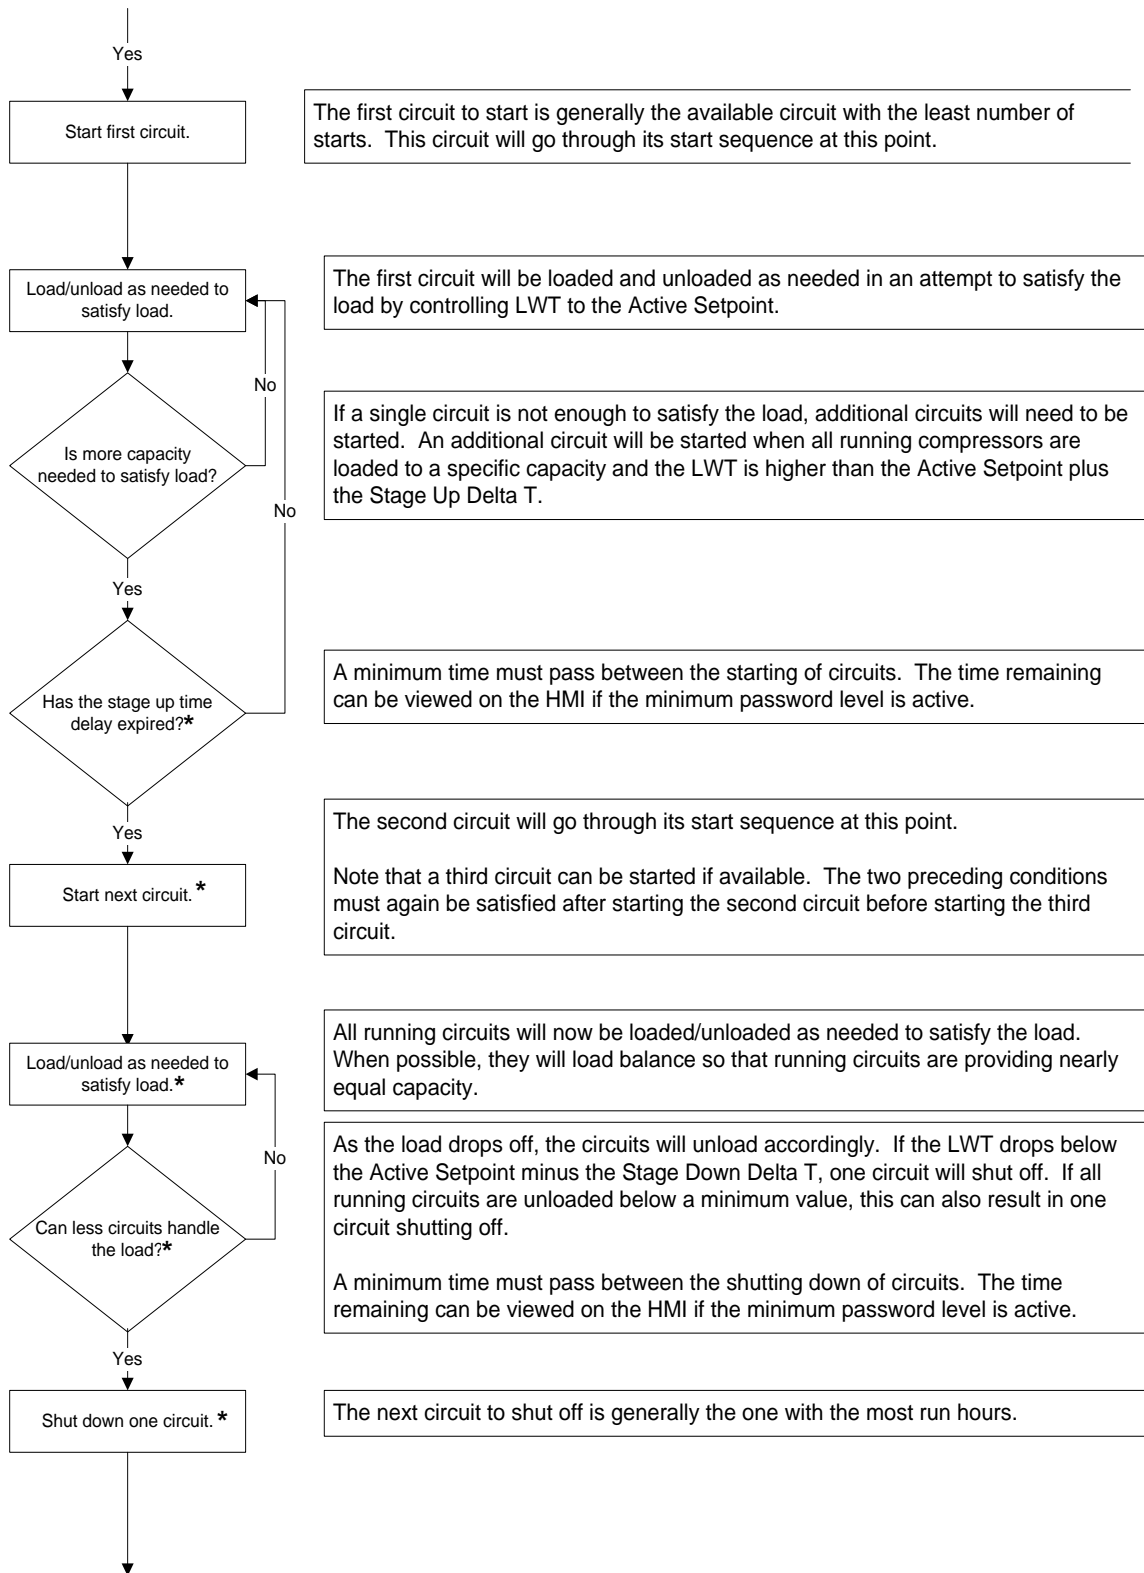 Yes
Start first circuit.
The first circuit to start is generally the available circuit with the least number of
starts.  This circuit will go through its start sequence at this point.
Load/unload as needed to
satisfy load.
The first circuit will be loaded and unloaded as needed in an attempt to satisfy the
load by controlling LWT to the Active Setpoint.
No
Is more capacity
needed to satisfy load?
If a single circuit is not enough to satisfy the load, additional circuits will need to be
started.  An additional circuit will be started when all running compressors are
loaded to a specific capacity and the LWT is higher than the Active Setpoint plus
the Stage Up Delta T.
No
Yes
Has the stage up time
delay expired?*
A minimum time must pass between the starting of circuits.  The time remaining
can be viewed on the HMI if the minimum password level is active.
Yes
Start next circuit. *
The second circuit will go through its start sequence at this point.
Note that a third circuit can be started if available.  The two preceding conditions
must again be satisfied after starting the second circuit before starting the third
circuit.
Load/unload as needed to
satisfy load.*
All running circuits will now be loaded/unloaded as needed to satisfy the load.
When possible, they will load balance so that running circuits are providing nearly
equal capacity.
No
Can less circuits handle
the load?*
As the load drops off, the circuits will unload accordingly.  If the LWT drops below
the Active Setpoint minus the Stage Down Delta T, one circuit will shut off.  If all
running circuits are unloaded below a minimum value, this can also result in one
circuit shutting off.
A minimum time must pass between the shutting down of circuits.  The time
remaining can be viewed on the HMI if the minimum password level is active.
Yes
Shut down one circuit. *
The next circuit to shut off is generally the one with the most run hours.